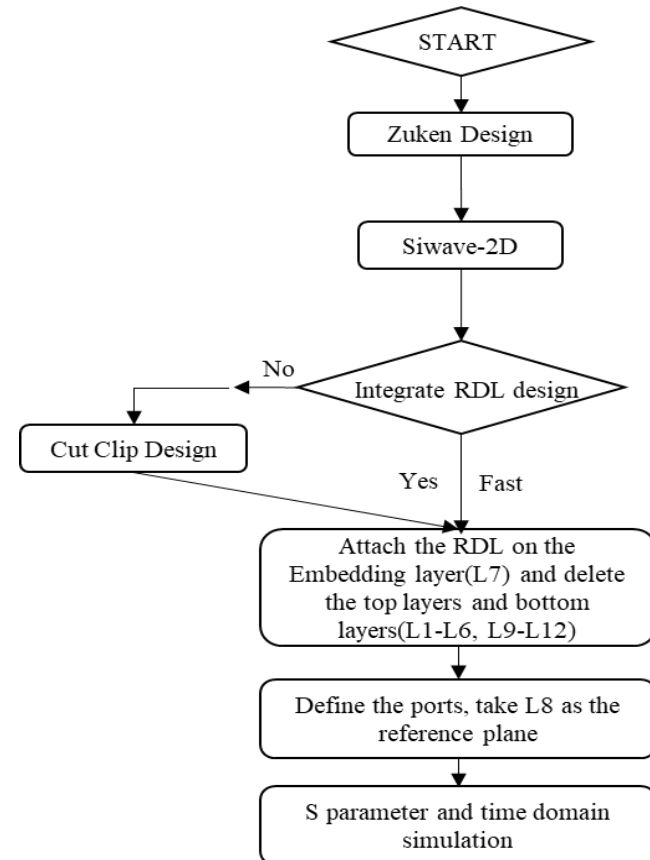 START
Zuken Design
Siwave-2D
No
Integrate RDL design
Cut Clip Design
Yes Fast
Attach the RDL on the
Embedding layer(L7) and delete
the top layers and bottom
layers(L1-L6, L9-L12)
Define the ports, take L8 as the
reference plane
S parameter and time domain
simulation